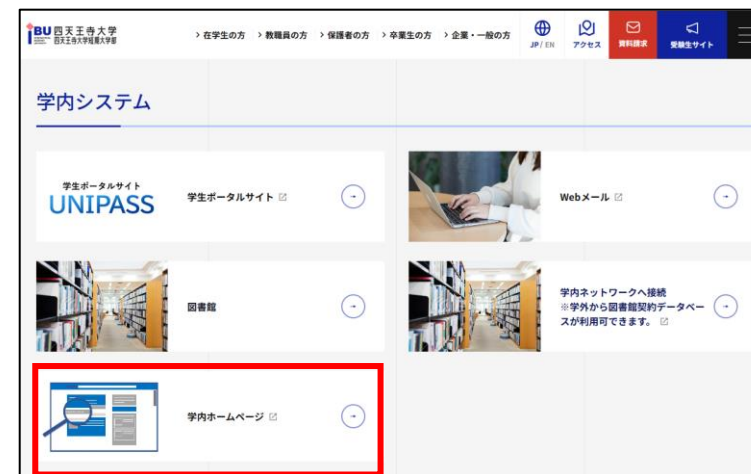 IBU 四天王寺大学
四天王寺大学短期大学部
> 在学生の方 > 教職員の方 > 保護者の方 > 卒業生の方 > 企業・一般の方
JP / EN
アクセス
資料請求
受験生サイト
学内システム
学生ポータルサイト
UNIPASS
学生ポータルサイト
Webメール
図書館
学内ネットワークへ接続
※学外から図書館契約データベー
スが利用可できます。
学内ホームページ